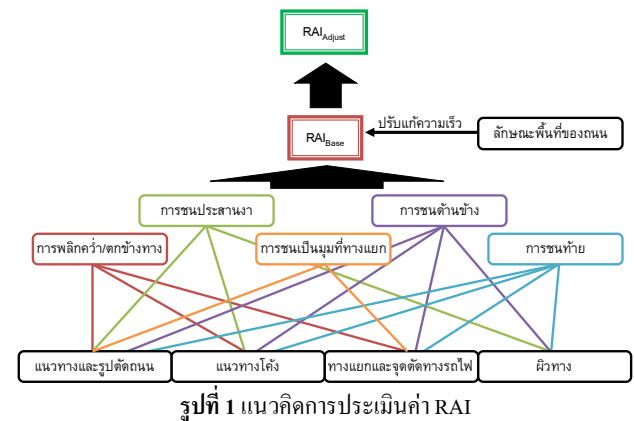 RAIAdjust
RAIBase
ปรับแก้ความเร็ว
ลักษณะพื้นที่ของถนน
การชนประสานงา
การชนด้านข้าง
การพลิกคว่ำ/ตกข้างทาง
การชนเป็นมุมที่ทางแยก
การชนท้าย
แนวทางและรูปตัดถนน
แนวทางโค้ง
ทางแยกและจุดตัดทางรถไฟ
ผิวทาง
รูปที่ 1 แนวคิดการประเมินค่า RAI